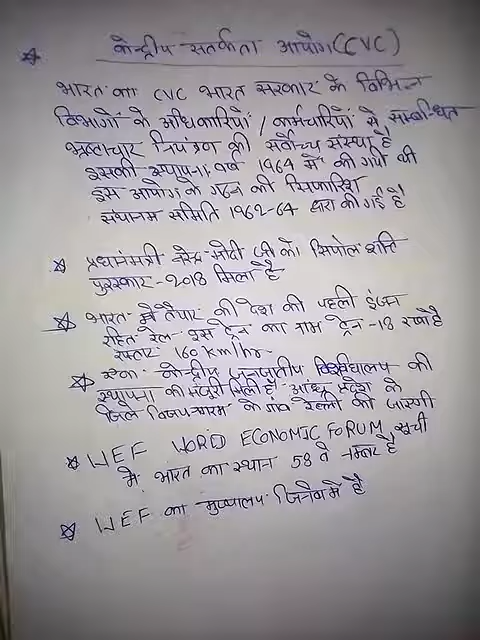 केन्द्रीय सतर्कता आयोग (CVC)
भारत का CVC भारत सरकार के विभिन्न
विभागों के अधिकारियों / कर्मचारियों से सम्बन्धित
भ्रष्टाचार नियंत्रण की सर्वोच्च संस्था है
इसकी स्थापना वर्ष 1964 में की गयी थी
इस आयोग के गठन की सिफारिश
संथानम समिति 1962-64 द्वारा की गई है
प्रधानमंत्री नरेन्द्र मोदी जी को सियोल शांति
पुरस्कार - 2018 मिला है
भारत में तैयार की देश की पहली इंजन
रहित रेल इस ट्रेन का नाम ट्रेन - 18 रखा है
रफ्तार 160 Km/hr.
केन्द्रीय जनजातीय विश्वविद्यालय की
स्थापना की मंजूरी मिली है आंध्र प्रदेश के
जिले विजयनगरम के गांव रेल्ली की जाएगी
WEF WORLD ECONOMIC FORUM सूची
में भारत का स्थान 58 वे नम्बर है
WEF का मुख्यालय जिनेवा में है